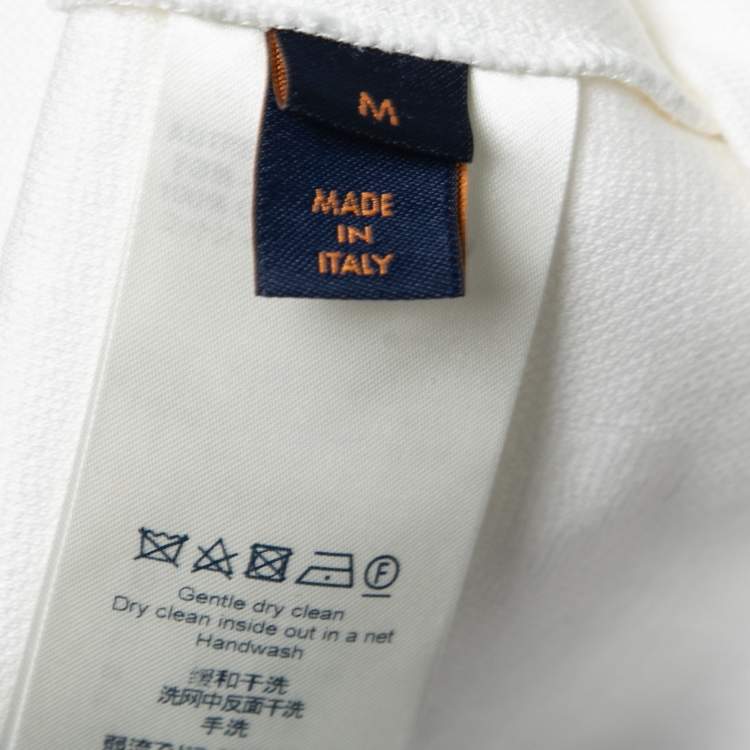 M
MADE
IN
ITALY
F
Gentle dry clean
Dry clean inside out in a net
Handwash
缓和干洗
洗网中反面干洗
手洗